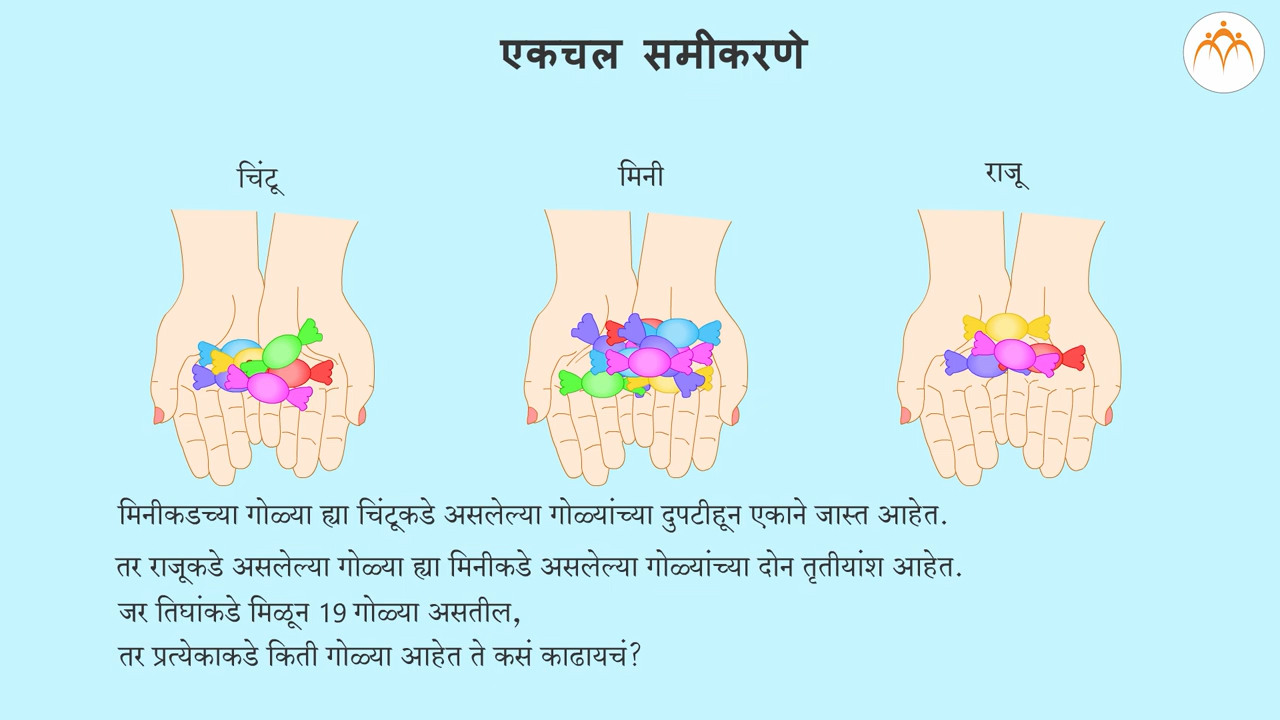 एकचल समीकरणे
चिंटू
मिनी
राजू
मिनीकडच्या गोळ्या ह्या चिंटूकडे असलेल्या गोळ्यांच्या दुपटीहून एकाने जास्त आहेत.
तर राजूकडे असलेल्या गोळ्या ह्या मिनीकडे असलेल्या गोळ्यांच्या दोन तृतीयांश आहेत.
जर तिघांकडे मिळून 19 गोळ्या असतील,
तर प्रत्येकाकडे किती गोळ्या आहेत ते कसं काढायचं?